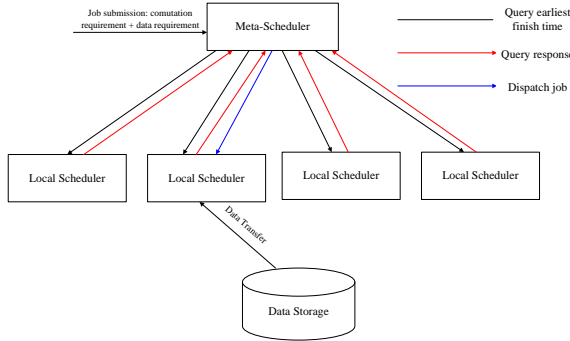 Job submission: comutation
requirement + data requirement
Meta-Scheduler
Query earliest
finish time
Query response
Dispatch job
Local Scheduler
Local Scheduler
Local Scheduler
Local Scheduler
Data Transfer
Data Storage